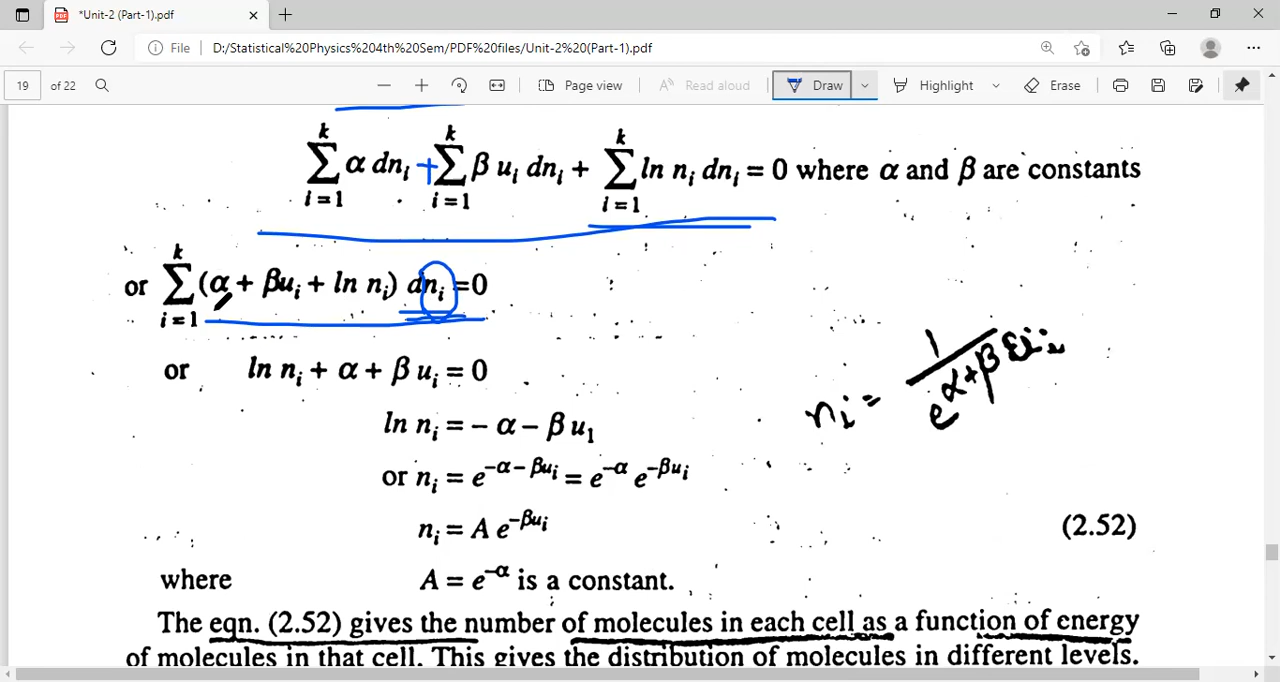 *Unit-2 (Part-1).pdf
File D:/Statistical%20Physics%204th%20Sem/PDF%20files/Unit-2%20(Part-1).pdf
19 of 22 Page view Read aloud Draw Highlight Erase
k k k
∑ α dnᵢ + ∑ β uᵢ dnᵢ + ∑ ln nᵢ dnᵢ = 0 where α and β are constants
i = 1 i = 1 i = 1
k
or ∑ (α + βuᵢ + ln nᵢ) dnᵢ =0
i = 1
or ln nᵢ + α + β uᵢ = 0
nᵢ = 1/e^(α+βεᵢ)
ln nᵢ = – α – β u₁
or nᵢ = e^(–α – βuᵢ) = e^(–α) e^(–βuᵢ)
nᵢ = A e^(–βuᵢ) (2.52)
where A = e^(–α) is a constant.
The eqn. (2.52) gives the number of molecules in each cell as a function of energy
of molecules in that cell. This gives the distribution of molecules in different levels.